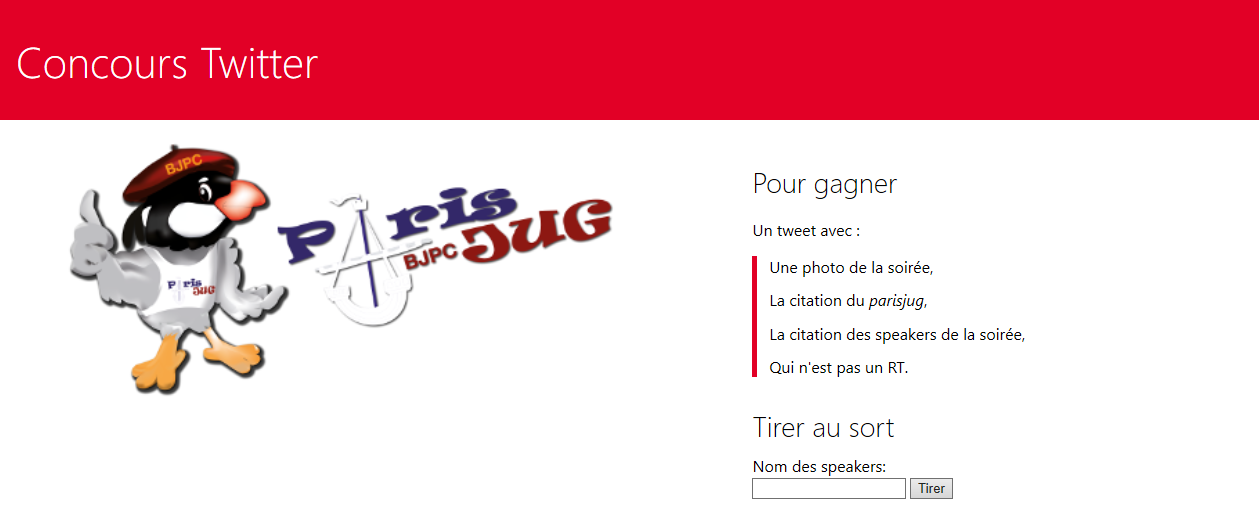 Concours Twitter
BJPC
Paris
JUG
BJPC
Paris
JUG
Pour gagner
Un tweet avec :
Une photo de la soirée,
La citation du parisjug,
La citation des speakers de la soirée,
Qui n'est pas un RT.
Tirer au sort
Nom des speakers:
Tirer